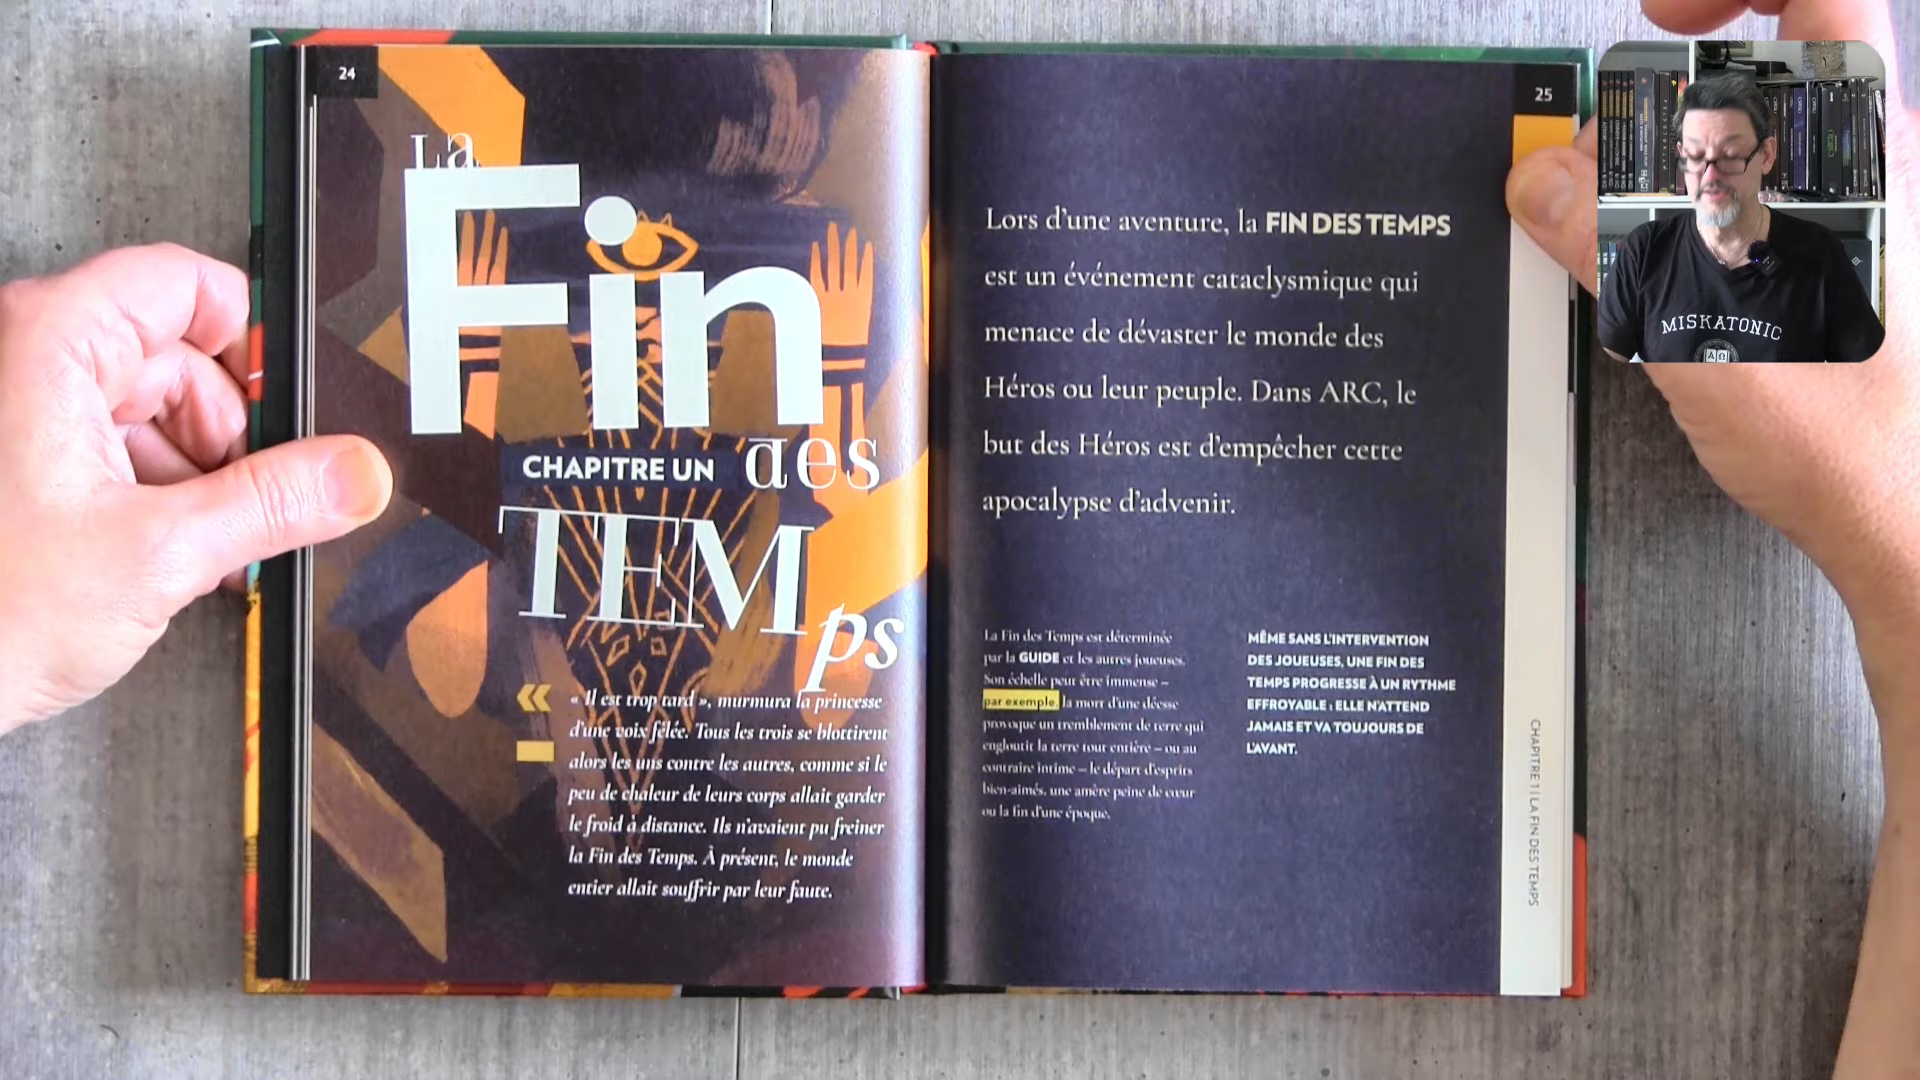 24
La
Fin
CHAPITRE UN
des
TEMps
« Il est trop tard », murmura la princesse
d'une voix fêlée. Tous les trois se blottirent
alors les uns contre les autres, comme si le
peu de chaleur de leurs corps allait garder
le froid à distance. Ils n'avaient pu freiner
la Fin des Temps. À présent, le monde
entier allait souffrir par leur faute.
25
Lors d'une aventure, la FIN DES TEMPS
est un événement cataclysmique qui
menace de dévaster le monde des
Héros ou leur peuple. Dans ARC, le
but des Héros est d'empêcher cette
apocalypse d'advenir.
La Fin des Temps est déterminée
par la GUIDE et les autres joueuses.
Son échelle peut être immense –
par exemple, la mort d'une déesse
provoque un tremblement de terre qui
engloutit la terre tour entière – ou au
contraire intime – le départ d'esprits
bien-aimés, une amère peine de cœur
ou la fin d'une époque.
MÊME SANS L'INTERVENTION
DES JOUEUSES, UNE FIN DES
TEMPS PROGRESSE À UN RYTHME
EFFROYABLE : ELLE N'ATTEND
JAMAIS ET VA TOUJOURS DE
L'AVANT.
CHAPITRE 1 | LA FIN DES TEMPS
MISKATONIC